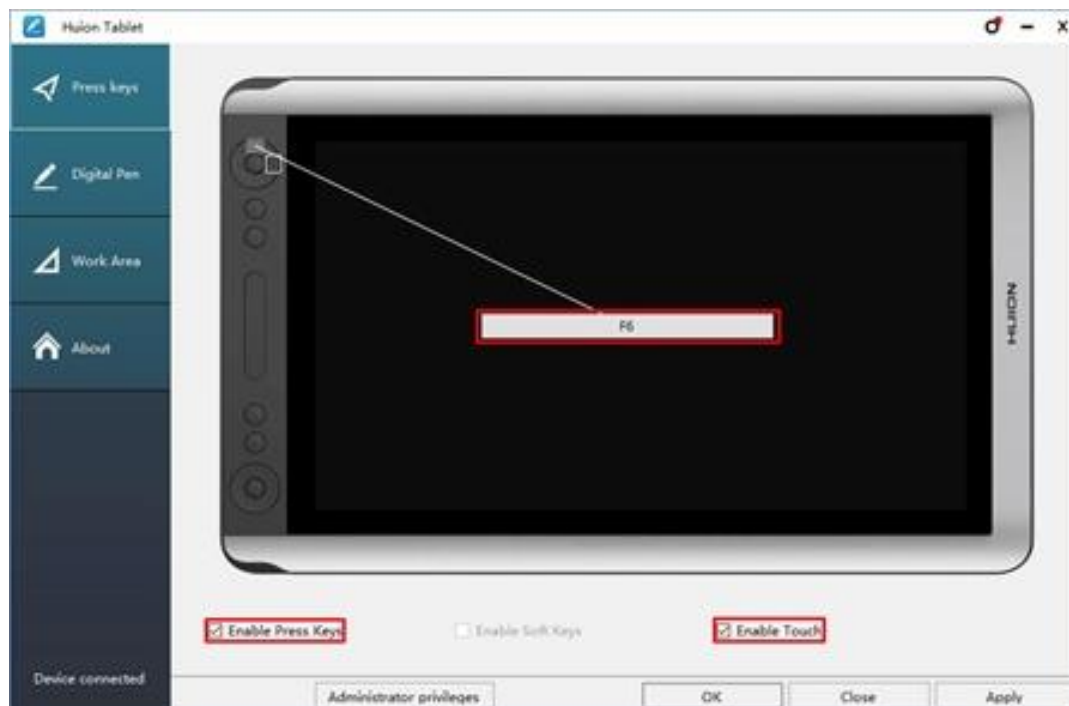 Huion Tablet
Press keys
Digital Pen
Work Area
About
F6
HUION
Enable Press Keys
Enable Soft Keys
Enable Touch
Device connected
Administrator privileges
OK
Close
Apply